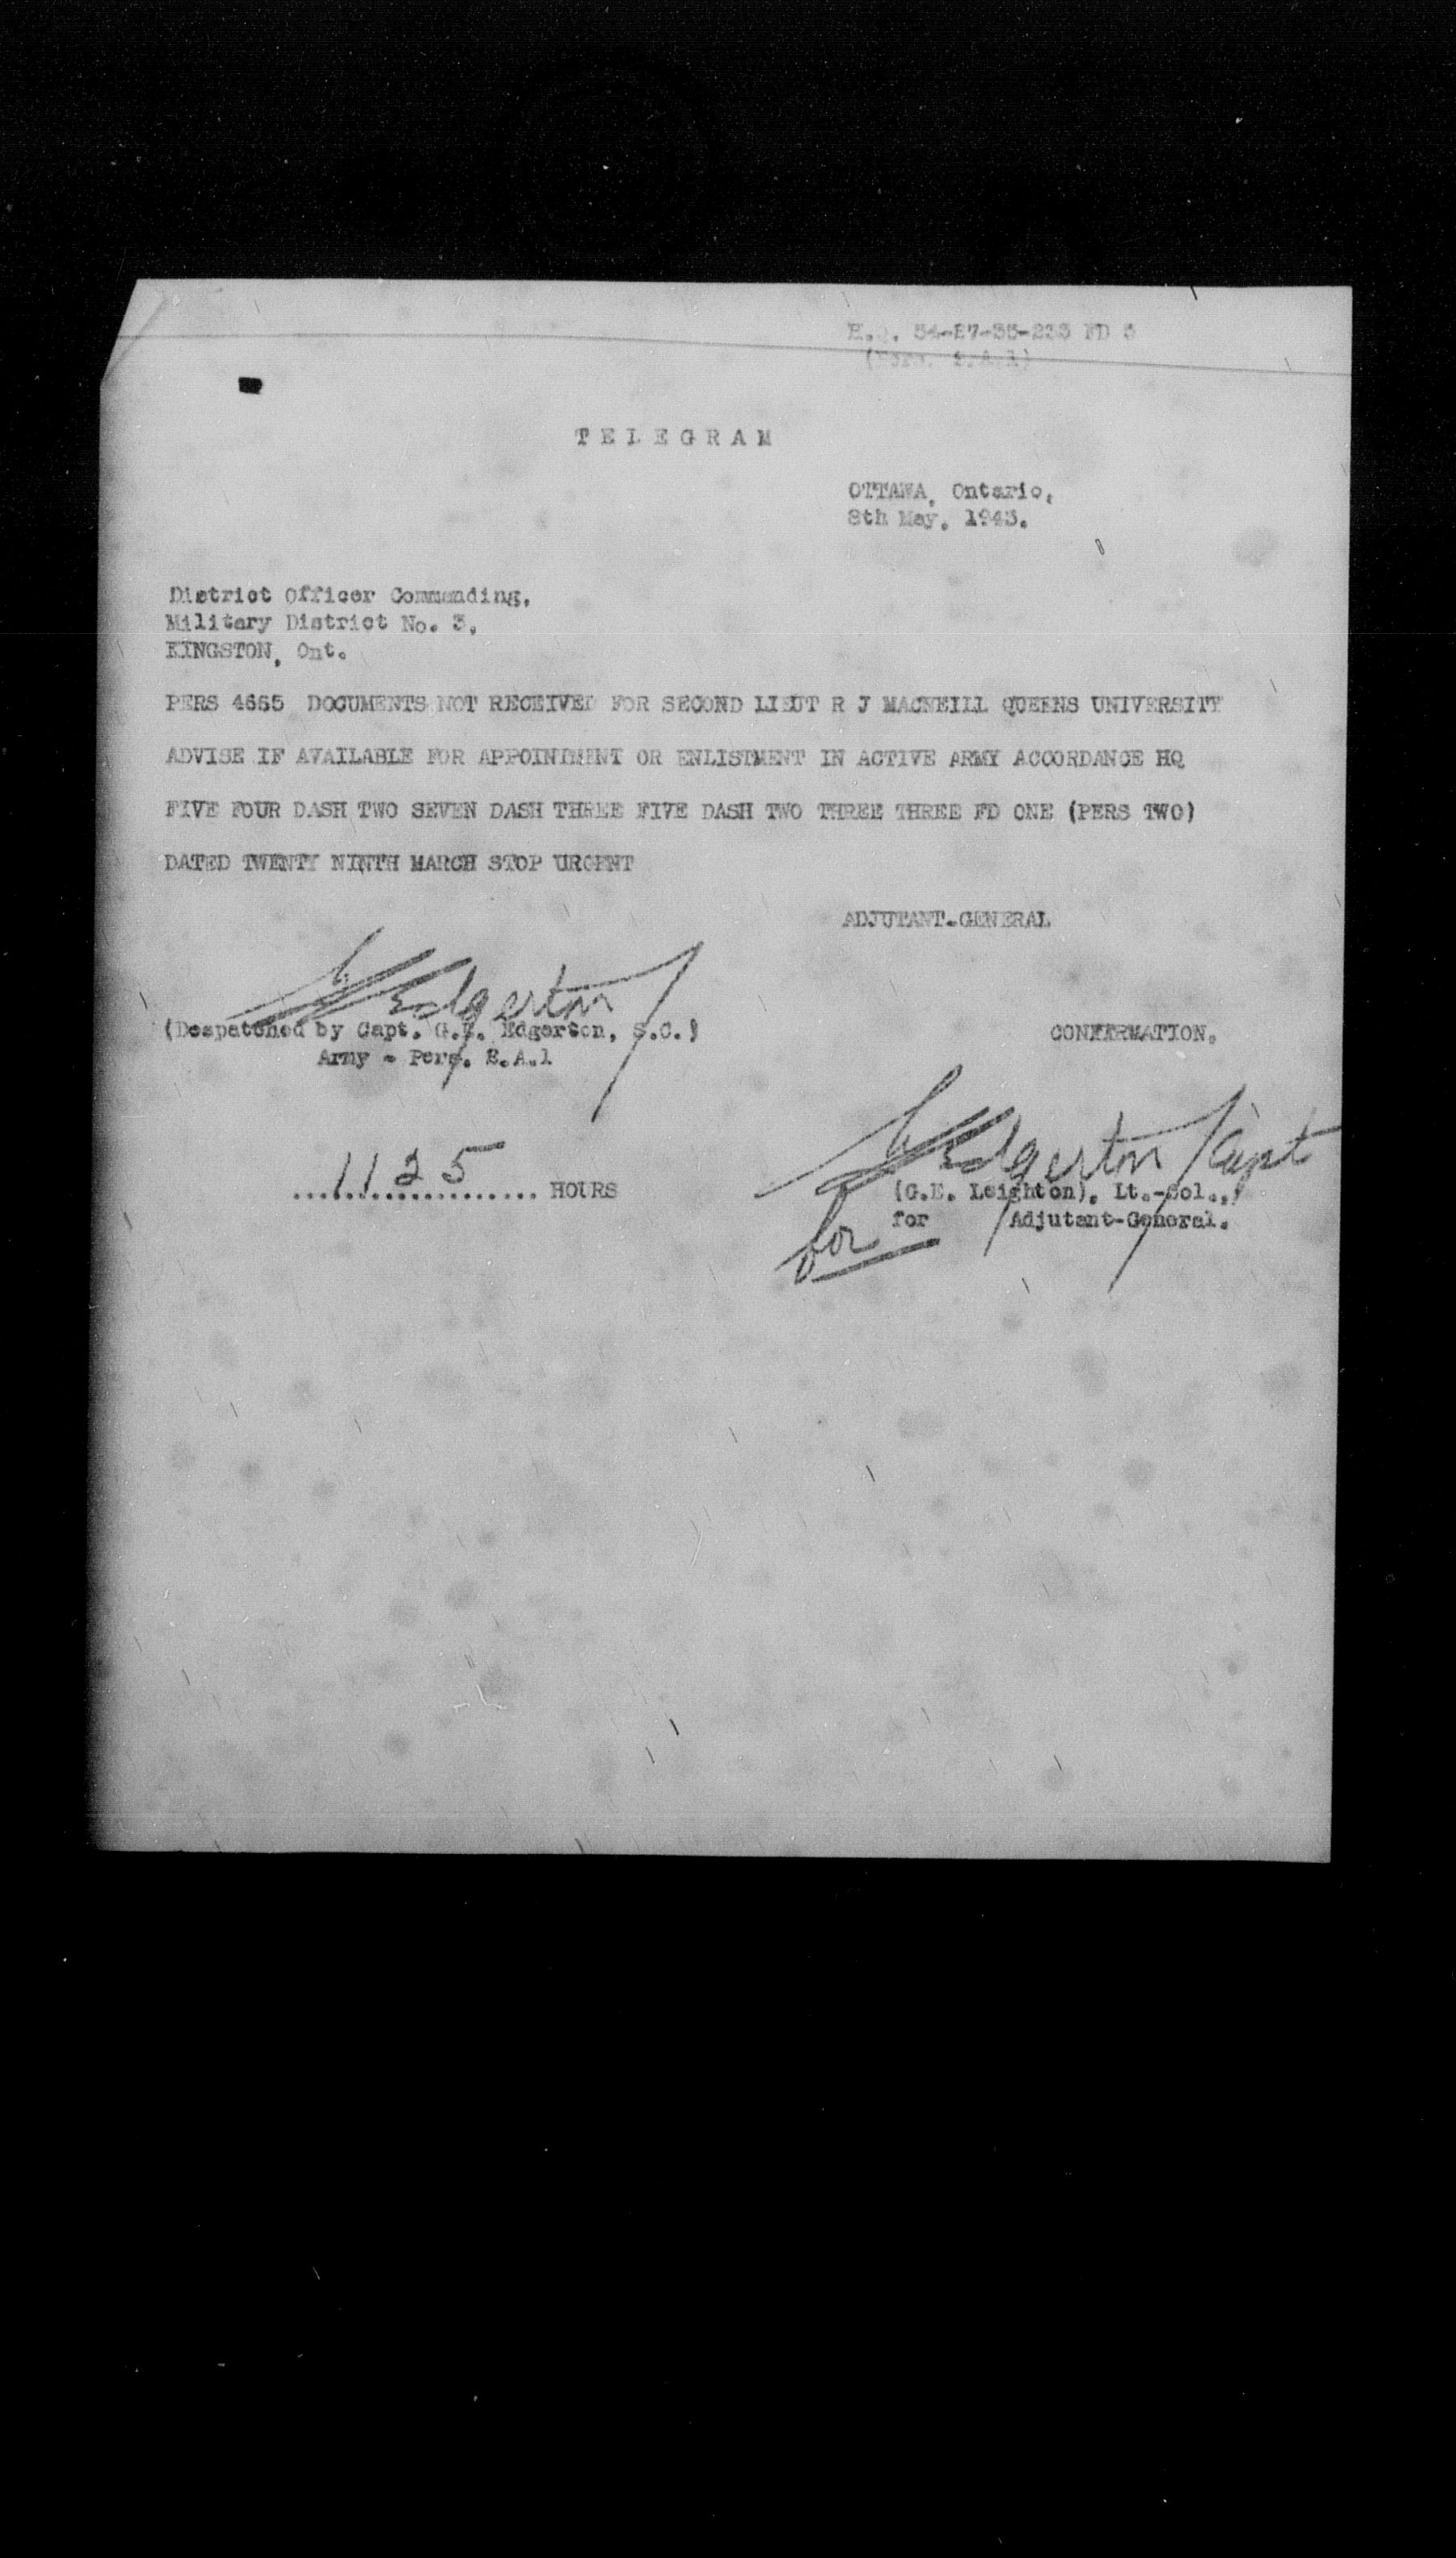 H.Q. 54-27-35-233 FD 3
TELEGRAM
OTTAWA, Ontario,
8th May, 1943.
District Officer Commanding,
Military District No. 3,
KINGSTON, Ont.
PERS 4665 DOCUMENTS NOT RECEIVED FOR SECOND LIEUT R J MACNEILL QUEENS UNIVERSITY
ADVISE IF AVAILABLE FOR APPOINTMENT OR ENLISTMENT IN ACTIVE ARMY ACCORDANCE HQ
FIVE FOUR DASH TWO SEVEN DASH THREE FIVE DASH TWO THREE THREE FD ONE (PERS TWO)
DATED TWENTY NINTH MARCH STOP URGENT
ADJUTANT-GENERAL
Edgerton
(Despatched by Capt. Edgerton, S.C.)
Army - Pers. E.A.1
CONFIRMATION.
Edgerton Capt
1125
HOURS
(G.E. Leighton), Lt.-Col.,
for Adjutant-General.
for